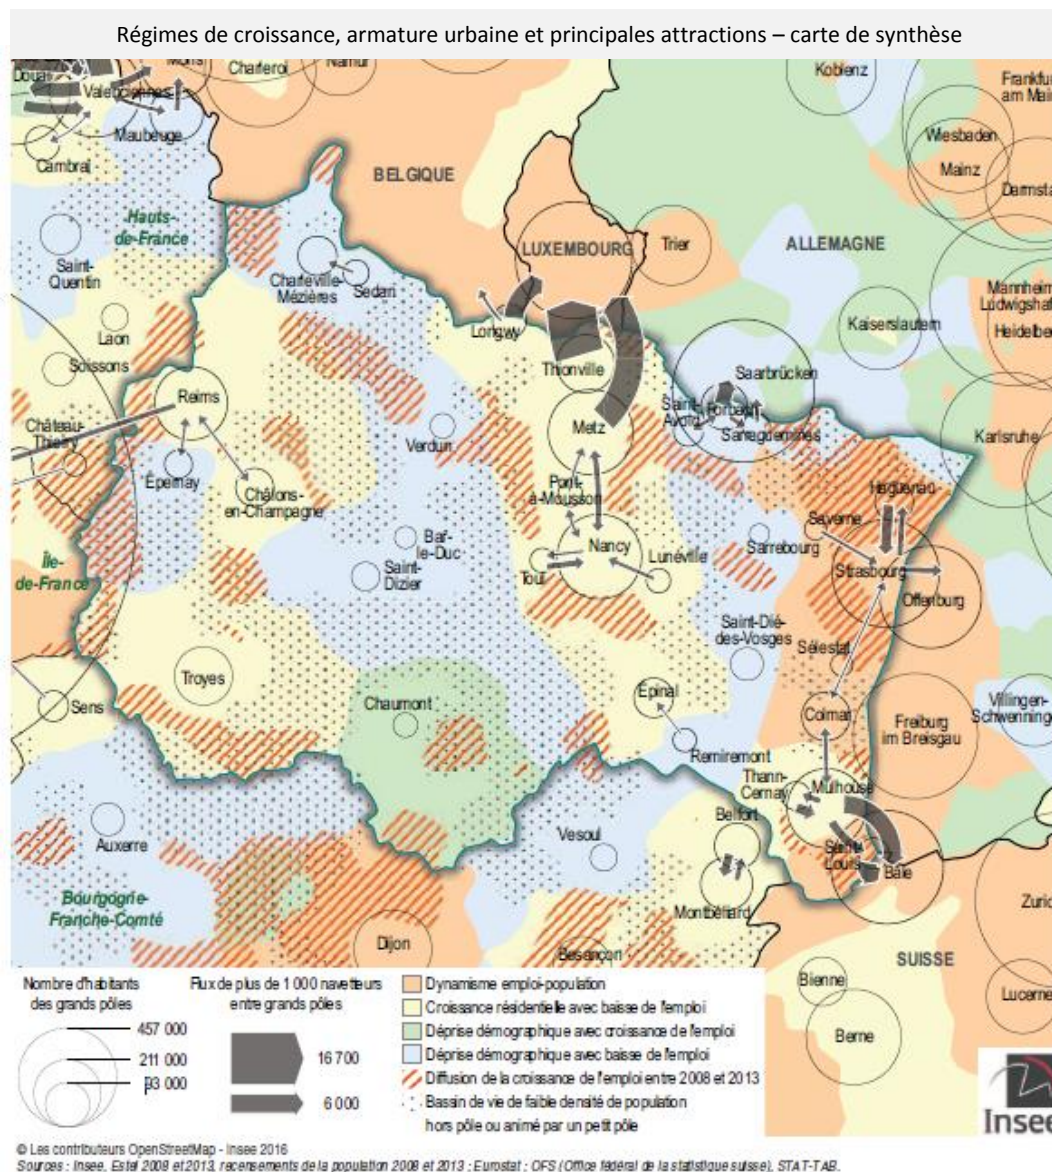 Régimes de croissance, armature urbaine et principales attractions – carte de synthèse
Douai
Valenciennes
Mons
Charleroi
Namur
Koblenz
Frankfurt
am Main
Maubeuge
Cambrai
BELGIQUE
Wiesbaden
Mainz
Darmsta
Hauts-
de-France
LUXEMBOURG
Trier
ALLEMAGNE
Saint-
Quentin
Charleville-
Mézières
Sedan
Mannheim
Ludwigshaf
Heidelberg
Laon
Longwy
Kaiserslautern
Soissons
Thionville
Saarbrücken
Reims
Saint-
Avold
Forbach
Château-
Thierry
Verdun
Metz
Sarreguemines
Karlsruhe
Épernay
Châlons-
en-Champagne
Pont-
à-Mousson
Haguenau
Bar-
le-Duc
Nancy
Lunéville
Sarrebourg
Saverne
Île-
de-France
Saint-
Dizier
Toul
Strasbourg
Offenburg
Saint-Dié-
des-Vosges
Sélestat
Troyes
Chaumont
Épinal
Sens
Colmar
Freiburg
im Breisgau
Villingen-
Schwenninge
Remiremont
Thann-
Cernay
Mulhouse
Auxerre
Vesoul
Belfort
Saint-
Louis
Bâle
Bourgogne-
Franche-Comté
Montbéliard
Zuric
Dijon
Besançon
SUISSE
Bienne
Lucerne
Berne
Nombre d'habitants
des grands pôles
457 000
211 000
93 000
Flux de plus de 1 000 navetteurs
entre grands pôles
16 700
6 000
Dynamisme emploi-population
Croissance résidentielle avec baisse de l'emploi
Déprise démographique avec croissance de l'emploi
Déprise démographique avec baisse de l'emploi
Diffusion de la croissance de l'emploi entre 2008 et 2013
Bassin de vie de faible densité de population
hors pôle ou animé par un petit pôle
Insee
© Les contributeurs OpenStreetMap - Insee 2016
Sources : Insee, Estel 2008 et 2013, recensements de la population 2008 et 2013 ; Eurostat ; OFS (Office fédéral de la statistique suisse), STAT-TAB.